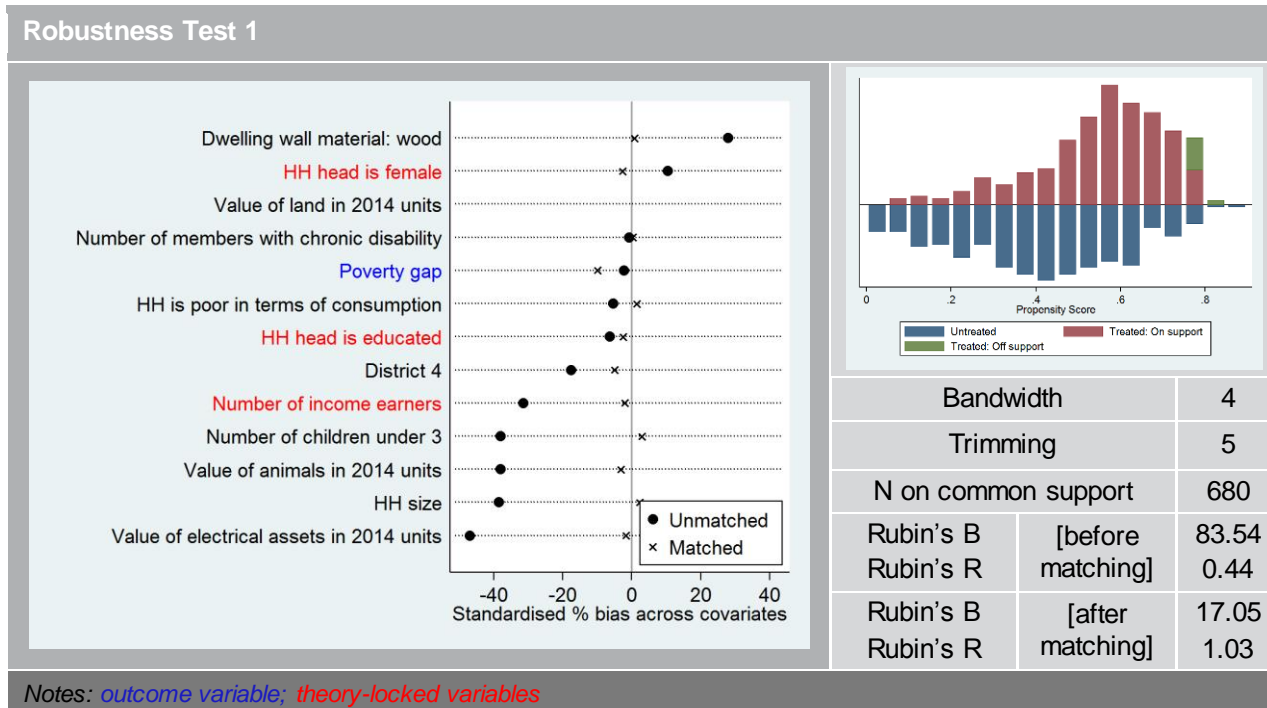 Robustness Test 1
Dwelling wall material: wood
HH head is female
Value of land in 2014 units
Number of members with chronic disability
Poverty gap
HH is poor in terms of consumption
HH head is educated
District 4
Number of income earners
Number of children under 3
Value of animals in 2014 units
HH size
Value of electrical assets in 2014 units
Unmatched
Matched
-40 -20 0 20 40
Standardised % bias across covariates
0 .2 .4 .6 .8
Propensity Score
Untreated Treated: On support
Treated: Off support
Bandwidth 4
Trimming 5
N on common support 680
Rubin's B [before 83.54
Rubin's R matching] 0.44
Rubin's B [after 17.05
Rubin's R matching] 1.03
Notes: outcome variable; theory-locked variables